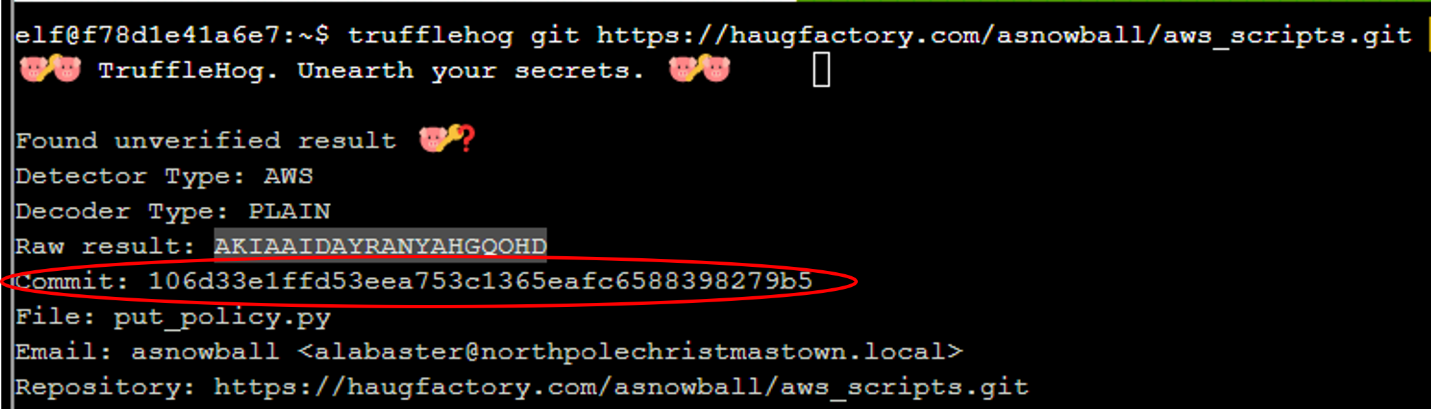 elf@f78d1e41a6e7:~$ trufflehog git https://haugfactory.com/asnowball/aws_scripts.git
🐷🔑🐷 TruffleHog. Unearth your secrets. 🐷🔑🐷
Found unverified result 🐷🔑❓
Detector Type: AWS
Decoder Type: PLAIN
Raw result: AKIAAIDAYRANYAHGQOHD
Commit: 106d33e1ffd53eea753c1365eafc6588398279b5
File: put_policy.py
Email: asnowball <alabaster@northpolechristmastown.local>
Repository: https://haugfactory.com/asnowball/aws_scripts.git